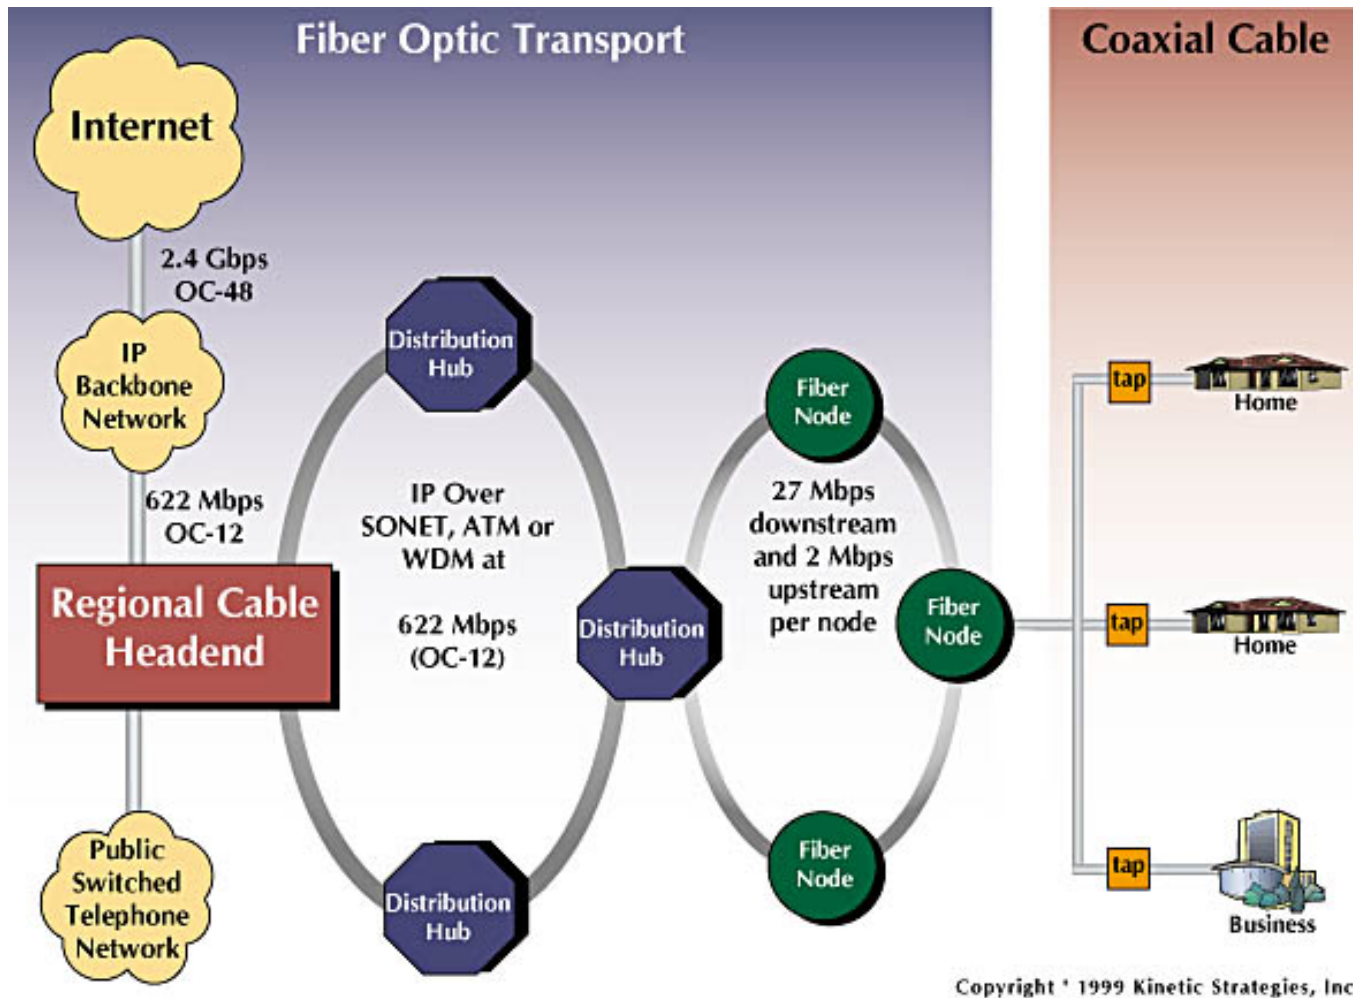 Fiber Optic Transport
Coaxial Cable
Internet
2.4 Gbps
OC-48
IP
Backbone
Network
622 Mbps
OC-12
Regional Cable
Headend
Public
Switched
Telephone
Network
Distribution
Hub
IP Over
SONET, ATM or
WDM at
622 Mbps
(OC-12)
Distribution
Hub
Distribution
Hub
Fiber
Node
27 Mbps
downstream
and 2 Mbps
upstream
per node
Fiber
Node
Fiber
Node
tap
Home
tap
Home
tap
Business
Copyright * 1999 Kinetic Strategies, Inc